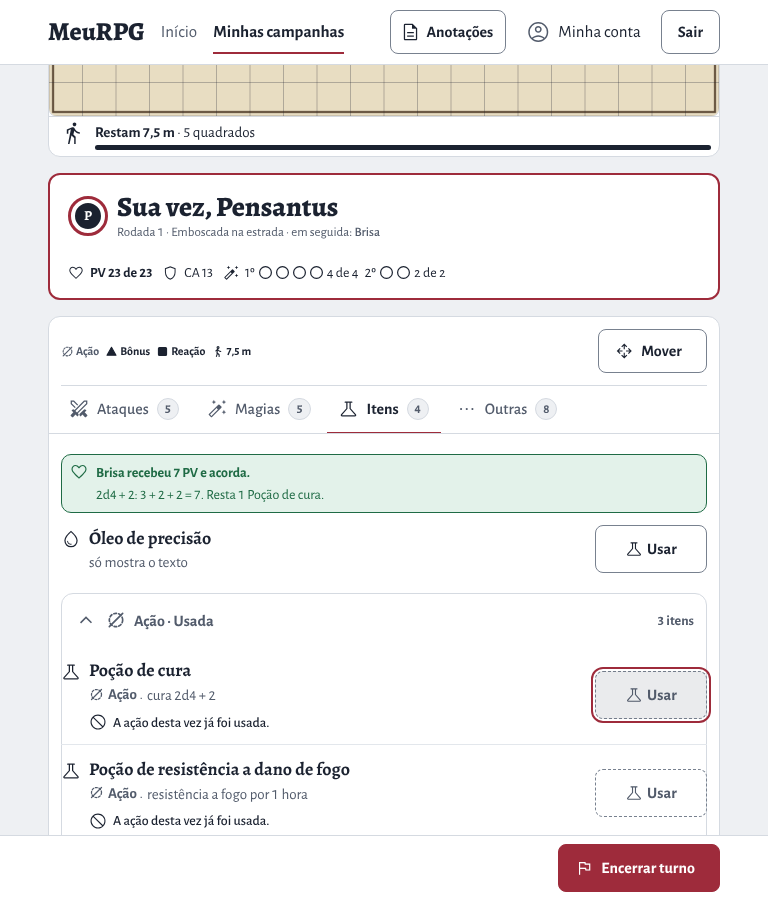 MeuRPG Início Minhas campanhas Anotações Minha conta Sair
Restam 7,5 m · 5 quadrados
P
Sua vez, Pensantus
Rodada 1 · Emboscada na estrada · em seguida: Brisa
PV 23 de 23 CA 13 1º 4 de 4 2º 2 de 2
Ação Bônus Reação 7,5 m Mover
Ataques 5 Magias 5 Itens 4 Outras 8
Brisa recebeu 7 PV e acorda.
2d4 + 2: 3 + 2 + 2 = 7. Resta 1 Poção de cura.
Óleo de precisão
só mostra o texto
Usar
Ação · Usada 3 itens
Poção de cura
Ação · cura 2d4 + 2
A ação desta vez já foi usada.
Usar
Poção de resistência a dano de fogo
Ação · resistência a fogo por 1 hora
A ação desta vez já foi usada.
Usar
Encerrar turno